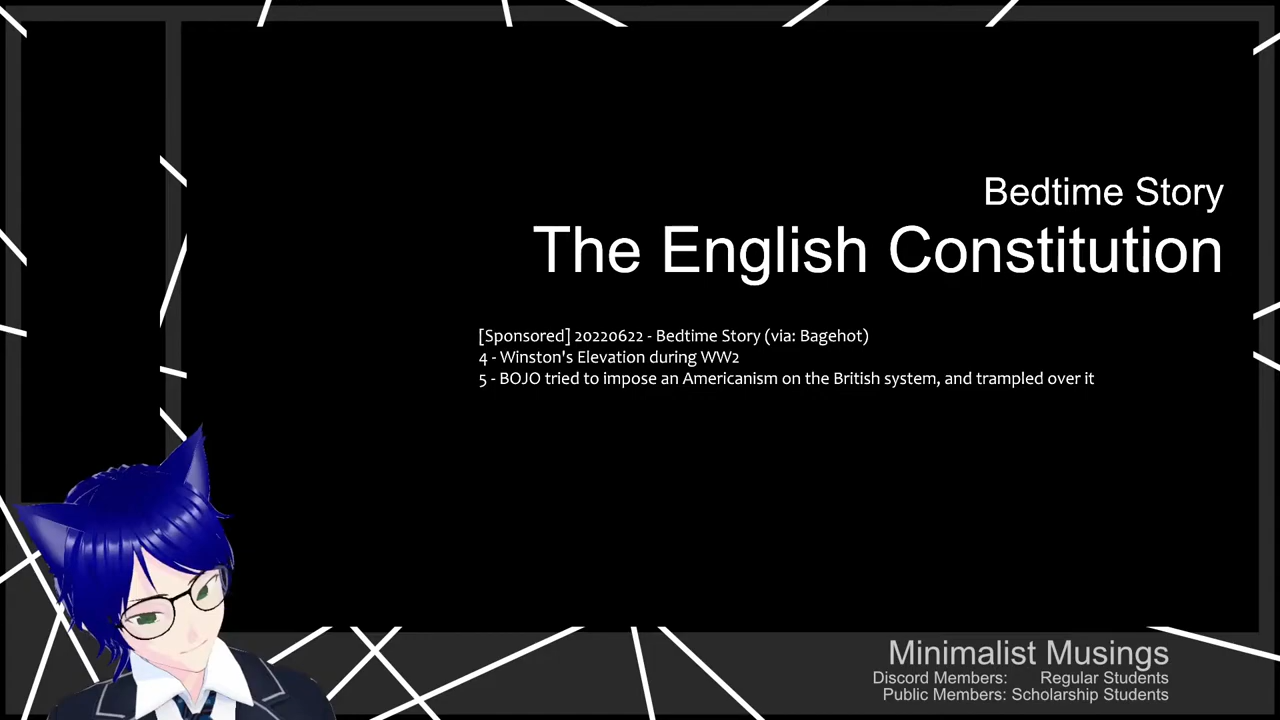 Bedtime Story
The English Constitution
[Sponsored] 20220622 - Bedtime Story (via: Bagehot)
4 - Winston's Elevation during WW2
5 - BOJO tried to impose an Americanism on the British system, and trampled over it
Minimalist Musings
Discord Members: Regular Students
Public Members: Scholarship Students